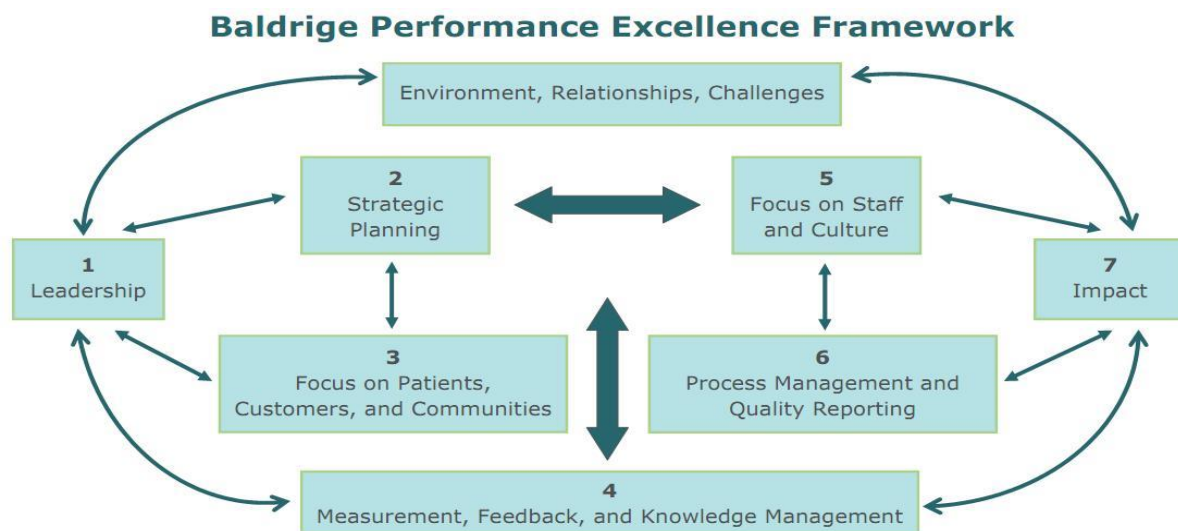 Baldrige Performance Excellence Framework
Environment, Relationships, Challenges
2
Strategic
Planning
5
Focus on Staff
and Culture
1
Leadership
7
Impact
3
Focus on Patients,
Customers, and Communities
6
Process Management and
Quality Reporting
4
Measurement, Feedback, and Knowledge Management